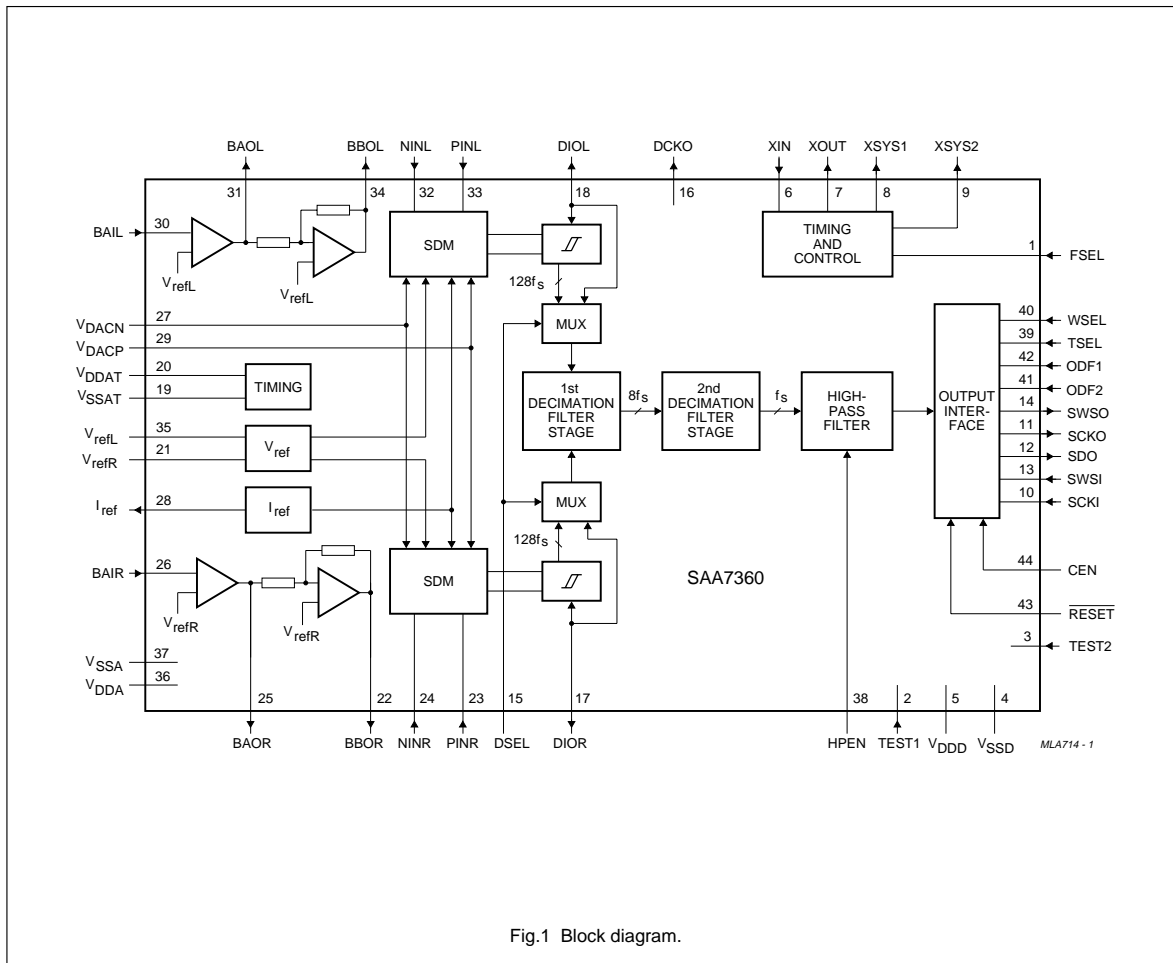 BAOL BBOL NINL PINL DIOL DCKO XIN XOUT XSYS1 XSYS2
31 34 32 33 18 16 6 7 8 9
BAIL 30
VrefL
VrefL
SDM
128fs
MUX
TIMING
AND
CONTROL
1 FSEL
VDACN 27
VDACP 29
VDDAT 20
VSSAT 19
TIMING
VrefL 35
VrefR 21
Vref
Iref 28
Iref
1st
DECIMATION
FILTER
STAGE
8fs
2nd
DECIMATION
FILTER
STAGE
fs
HIGH-
PASS
FILTER
OUTPUT
INTER-
FACE
40 WSEL
39 TSEL
42 ODF1
41 ODF2
14 SWSO
11 SCKO
12 SDO
13 SWSI
10 SCKI
MUX
128fs
SDM
BAIR 26
VrefR
VrefR
SAA7360
44 CEN
43 RESET
3 TEST2
VSSA 37
VDDA 36
25 22 24 23 15 17 38 2 5 4
BAOR BBOR NINR PINR DSEL DIOR HPEN TEST1 VDDD VSSD
MLA714 - 1
Fig.1 Block diagram.